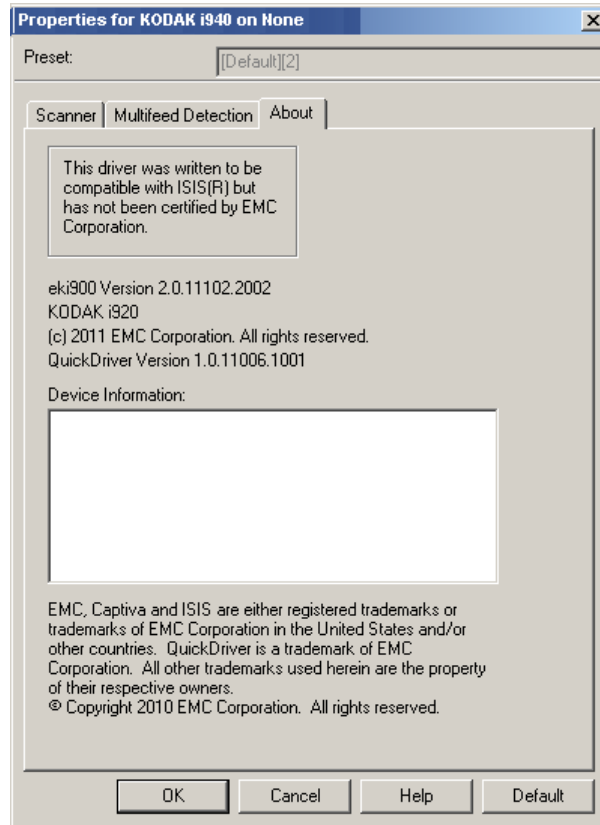 Properties for KODAK i940 on None
Preset:
[Default][2]
Scanner
Multifeed Detection
About
This driver was written to be
compatible with ISIS(R) but
has not been certified by EMC
Corporation.
eki900 Version 2.0.11102.2002
KODAK i920
(c) 2011 EMC Corporation. All rights reserved.
QuickDriver Version 1.0.11006.1001
Device Information:
EMC, Captiva and ISIS are either registered trademarks or
trademarks of EMC Corporation in the United States and/or
other countries.  QuickDriver is a trademark of EMC
Corporation.  All other trademarks used herein are the property
of their respective owners.
© Copyright 2010 EMC Corporation.  All rights reserved.
OK
Cancel
Help
Default